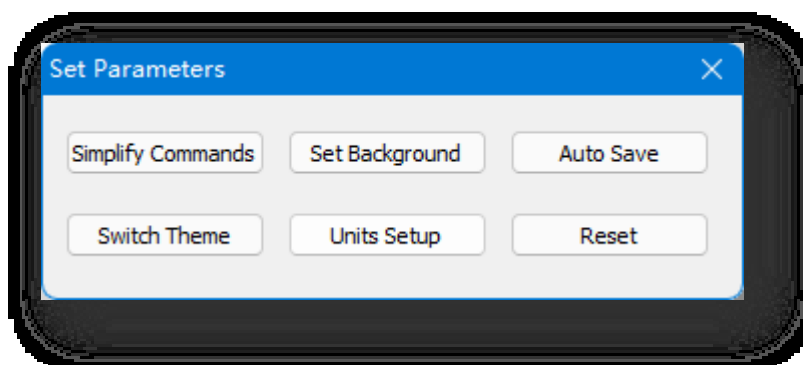 Set Parameters
Simplify Commands Set Background Auto Save
Switch Theme Units Setup Reset